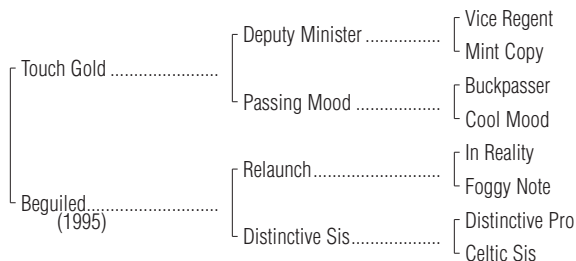 Vice Regent
Deputy Minister .................
Mint Copy
Touch Gold ........................
Buckpasser
Passing Mood ...................
Cool Mood
In Reality
Relaunch............................
Foggy Note
Beguiled.............................
(1995)
Distinctive Pro
Distinctive Sis....................
Celtic Sis